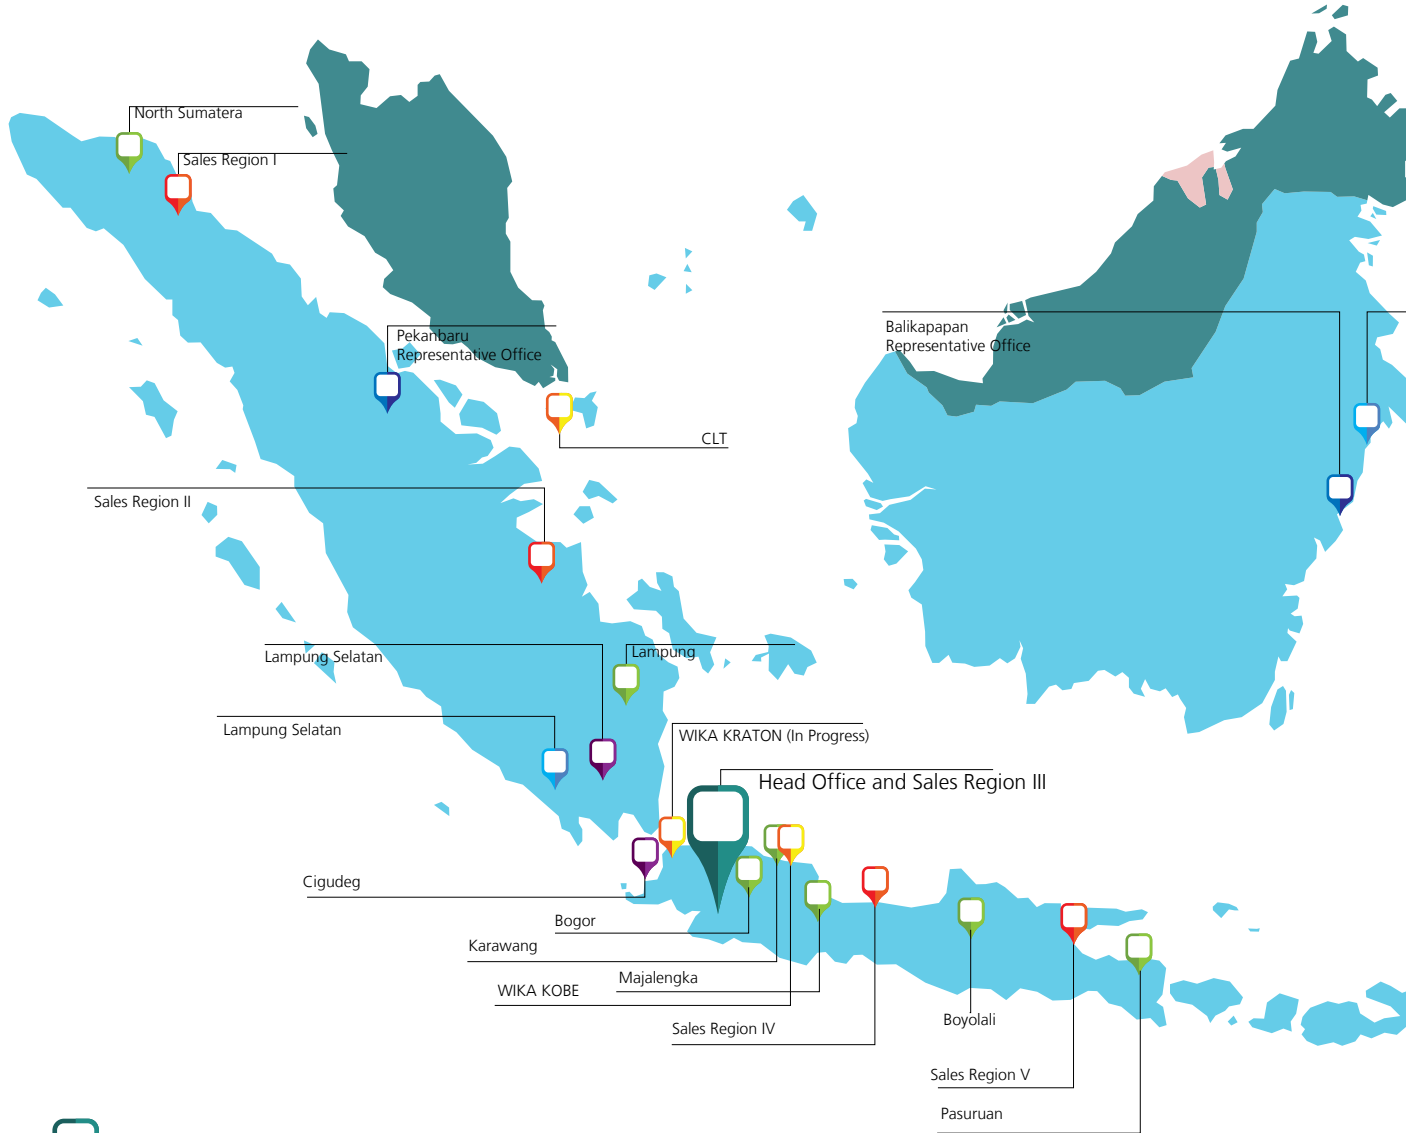 North Sumatera
Sales Region I
Pekanbaru
Representative Office
Balikapapan
Representative Office
CLT
Sales Region II
Lampung Selatan
Lampung
Lampung Selatan
WIKA KRATON (In Progress)
Head Office and Sales Region III
Cigudeg
Bogor
Karawang
Majalengka
WIKA KOBE
Sales Region IV
Boyolali
Sales Region V
Pasuruan